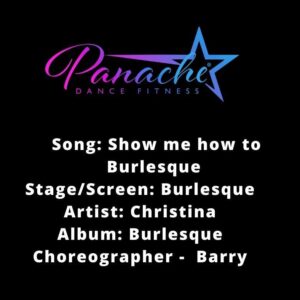 Panache
DANCE FITNESS
Song: Show me how to
Burlesque
Stage/Screen: Burlesque
Artist: Christina
Album: Burlesque
Choreographer - Barry